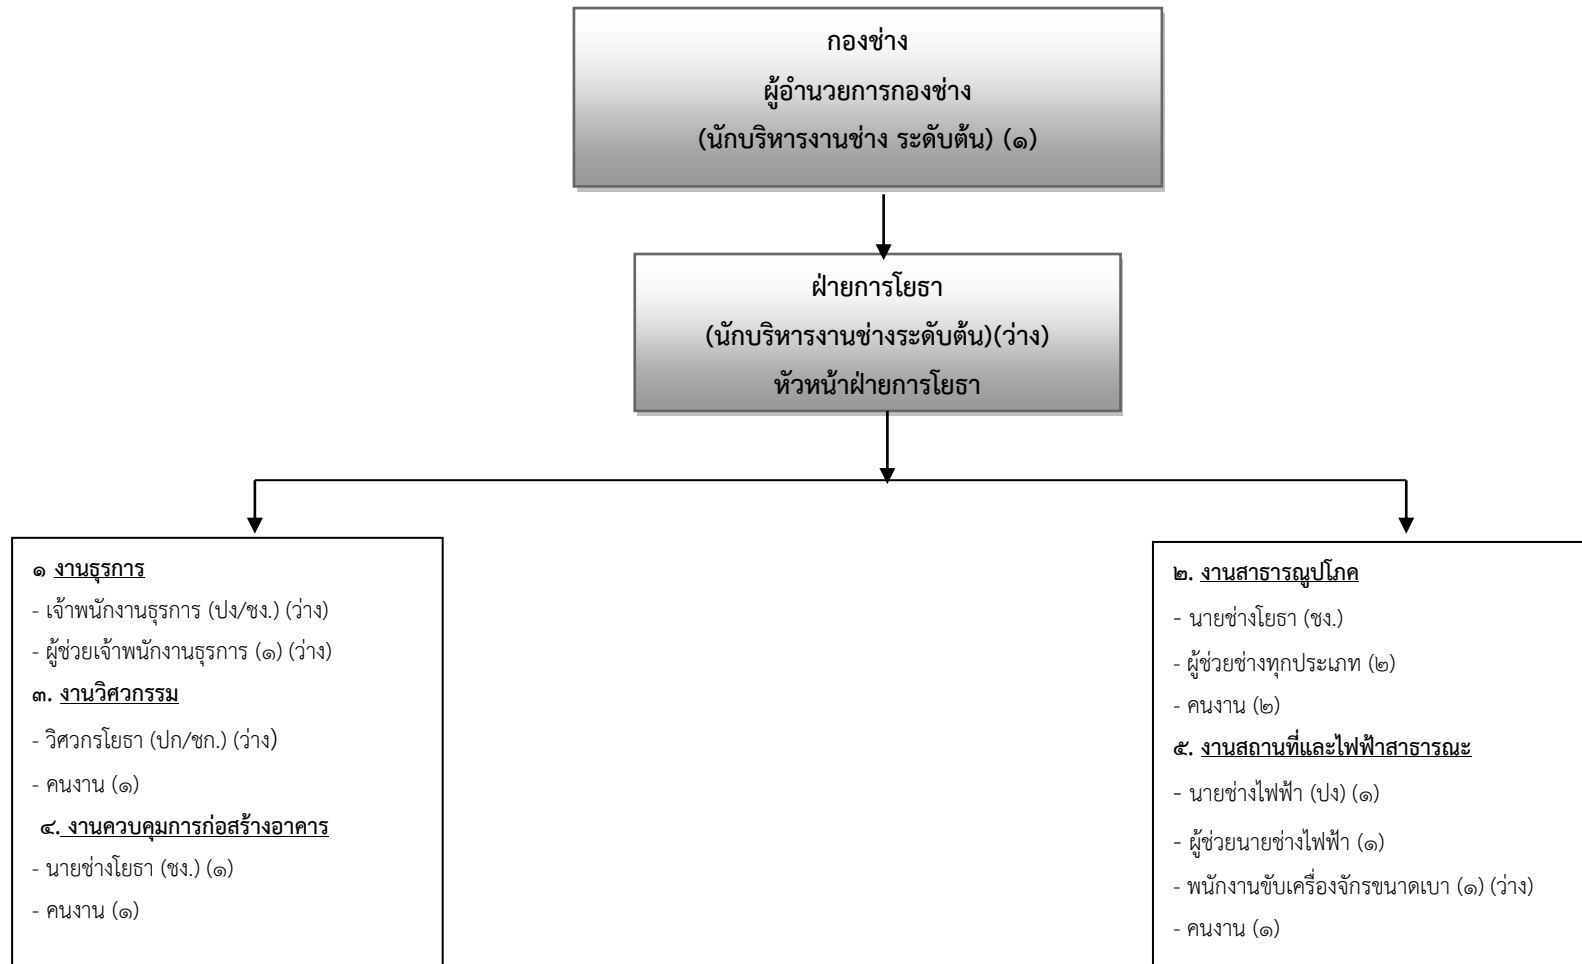 กองช่าง
ผู้อำนวยการกองช่าง
(นักบริหารงานช่าง ระดับต้น) (๑)
ฝ่ายการโยธา
(นักบริหารงานช่างระดับต้น)(ว่าง)
หัวหน้าฝ่ายการโยธา
๑ งานธุรการ
- เจ้าพนักงานธุรการ (ปง/ชง.) (ว่าง)
- ผู้ช่วยเจ้าพนักงานธุรการ (๑) (ว่าง)
๓. งานวิศวกรรม
- วิศวกรโยธา (ปก/ชก.) (ว่าง)
- คนงาน (๑)
๔. งานควบคุมการก่อสร้างอาคาร
- นายช่างโยธา (ชง.) (๑)
- คนงาน (๑)
๒. งานสาธารณูปโภค
- นายช่างโยธา (ชง.)
- ผู้ช่วยช่างทุกประเภท (๒)
- คนงาน (๒)
๕. งานสถานที่และไฟฟ้าสาธารณะ
- นายช่างไฟฟ้า (ปง) (๑)
- ผู้ช่วยนายช่างไฟฟ้า (๑)
- พนักงานขับเครื่องจักรขนาดเบา (๑) (ว่าง)
- คนงาน (๑)